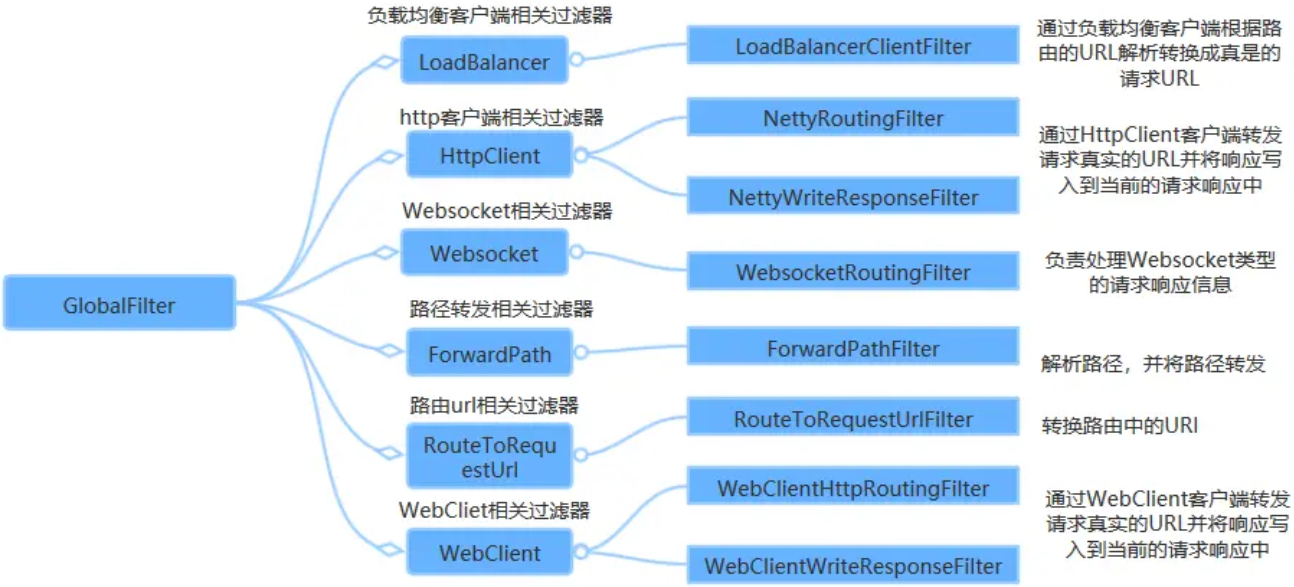 负载均衡客户端相关过滤器
LoadBalancer
LoadBalancerClientFilter
通过负载均衡客户端根据路
由的URL解析转换成真是的
请求URL
http客户端相关过滤器
HttpClient
NettyRoutingFilter
NettyWriteResponseFilter
通过HttpClient客户端转发
请求真实的URL并将响应写
入到当前的请求响应中
Websocket相关过滤器
Websocket
WebsocketRoutingFilter
负责处理Websocket类型
的请求响应信息
GlobalFilter
路径转发相关过滤器
ForwardPath
ForwardPathFilter
解析路径，并将路径转发
路由url相关过滤器
RouteToRequ
estUrl
RouteToRequestUrlFilter
转换路由中的URI
WebCliet相关过滤器
WebClient
WebClientHttpRoutingFilter
WebClientWriteResponseFilter
通过WebClient客户端转发
请求真实的URL并将响应写
入到当前的请求响应中